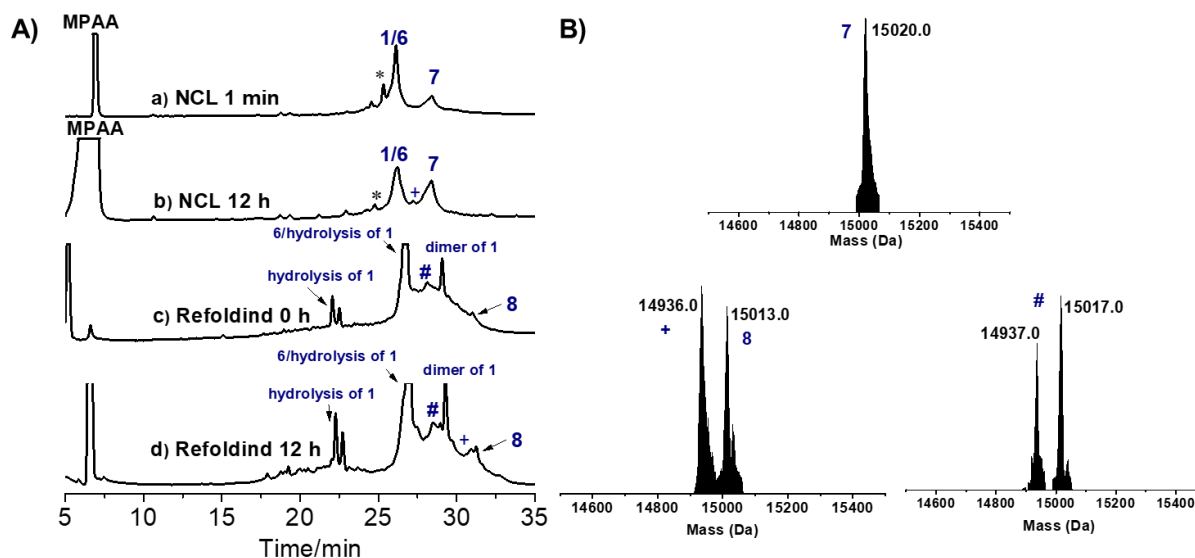 A)
MPAA
1/6
*
7
a) NCL 1 min
MPAA
1/6
7
*
+
b) NCL 12 h
6/hydrolysis of 1
dimer of 1
hydrolysis of 1
#
8
c) Refoldind 0 h
6/hydrolysis of 1
dimer of 1
hydrolysis of 1
#
+
8
d) Refoldind 12 h
5 10 15 20 25 30 35
Time/min
B)
7
15020.0
14600 14800 15000 15200 15400
Mass (Da)
14936.0
15013.0
+
8
14600 14800 15000 15200 15400
Mass (Da)
#
15017.0
14937.0
14600 14800 15000 15200 15400
Mass (Da)